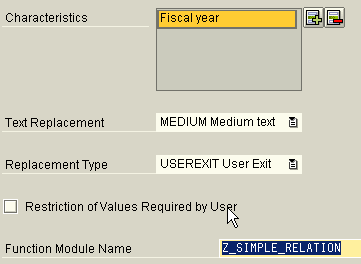 Characteristics Fiscal year
Text Replacement MEDIUM Medium text
Replacement Type USEREXIT User Exit
Restriction of Values Required by User
Function Module Name Z_SIMPLE_RELATION